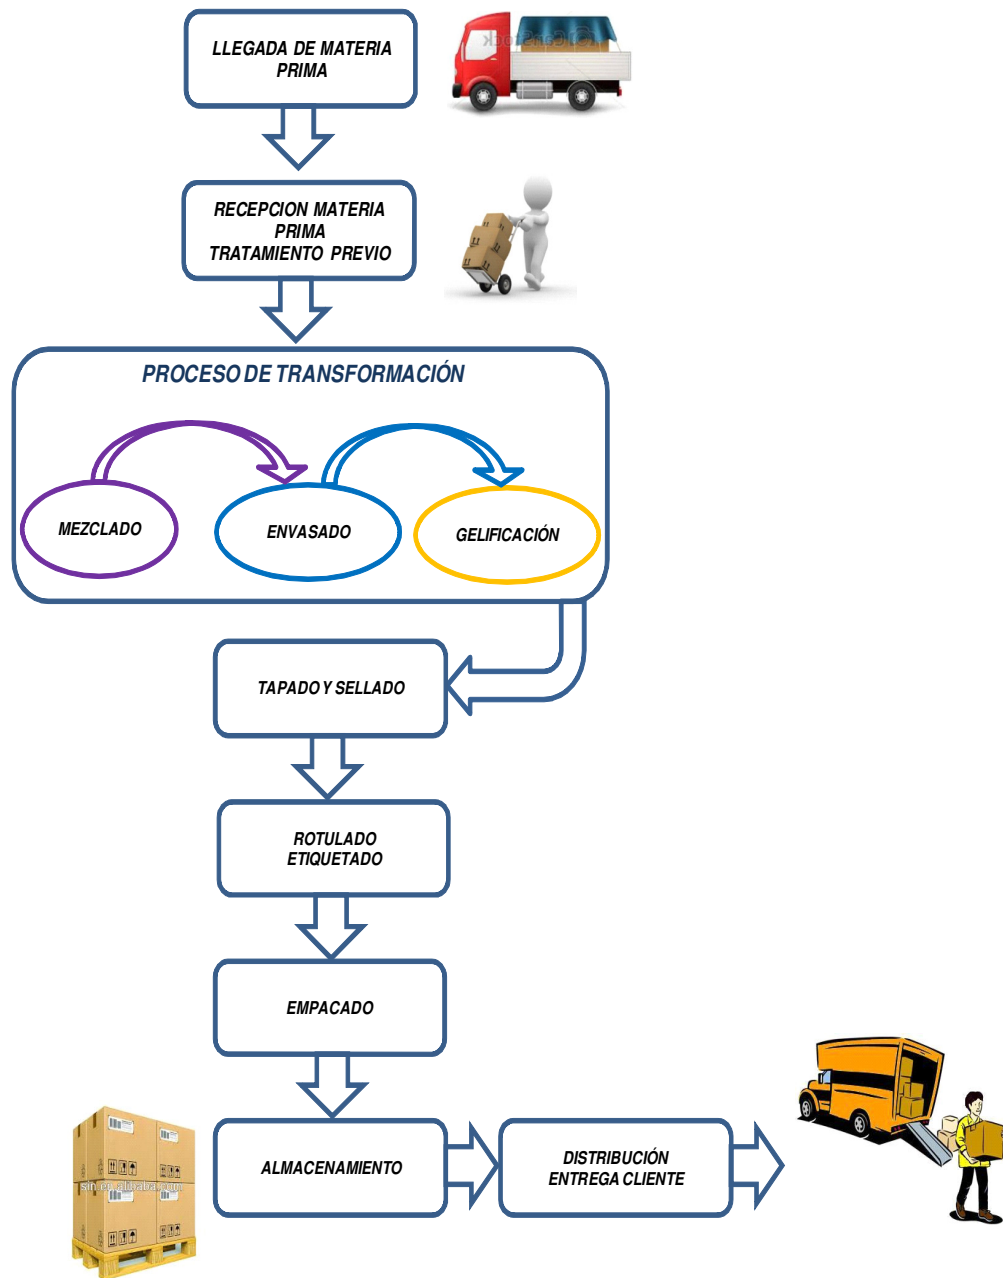 LLEGADA DE MATERIA
PRIMA
RECEPCION MATERIA
PRIMA
TRATAMIENTO PREVIO
PROCESO DE TRANSFORMACIÓN
MEZCLADO
ENVASADO
GELIFICACIÓN
TAPADO Y SELLADO
ROTULADO
ETIQUETADO
EMPACADO
ALMACENAMIENTO
DISTRIBUCIÓN
ENTREGA CLIENTE